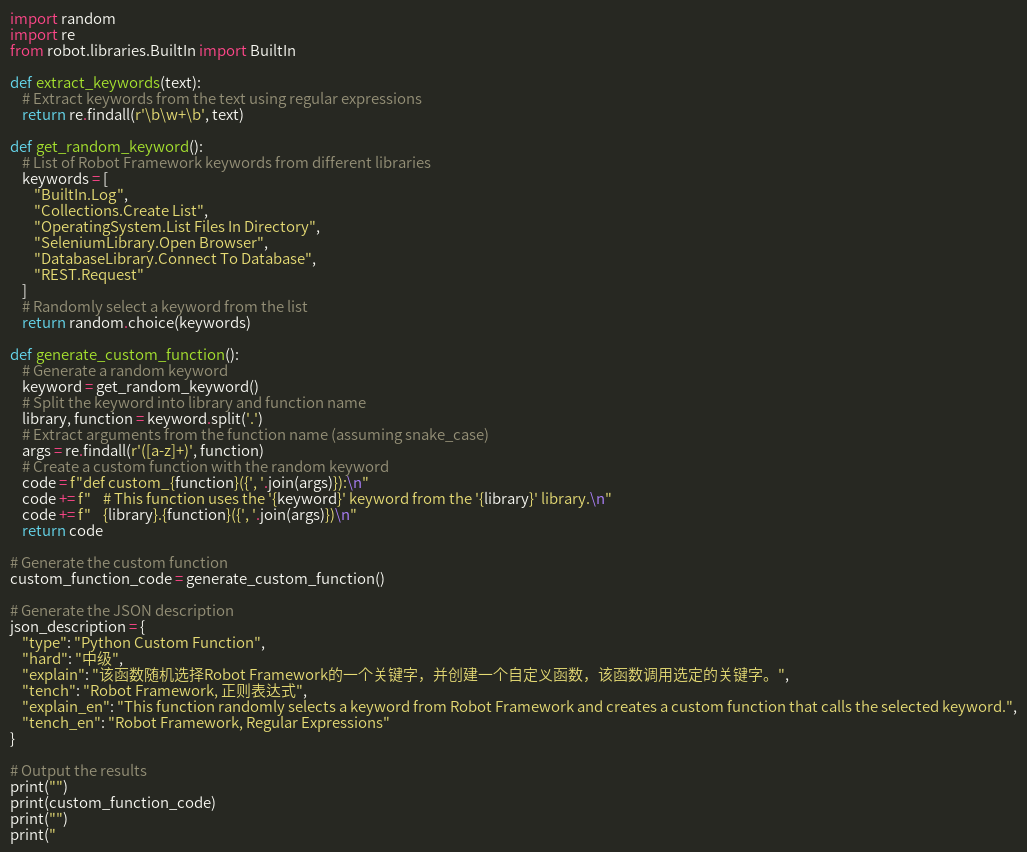 import random
import re
from robot.libraries.BuiltIn import BuiltIn

def extract_keywords(text):
    # Extract keywords from the text using regular expressions
    return re.findall(r'\b\w+\b', text)

def get_random_keyword():
    # List of Robot Framework keywords from different libraries
    keywords = [
        "BuiltIn.Log",
        "Collections.Create List",
        "OperatingSystem.List Files In Directory",
        "SeleniumLibrary.Open Browser",
        "DatabaseLibrary.Connect To Database",
        "REST.Request"
    ]
    # Randomly select a keyword from the list
    return random.choice(keywords)

def generate_custom_function():
    # Generate a random keyword
    keyword = get_random_keyword()
    # Split the keyword into library and function name
    library, function = keyword.split('.')
    # Extract arguments from the function name (assuming snake_case)
    args = re.findall(r'([a-z]+)', function)
    # Create a custom function with the random keyword
    code = f"def custom_{function}({', '.join(args)}):\n"
    code += f"    # This function uses the '{keyword}' keyword from the '{library}' library.\n"
    code += f"    {library}.{function}({', '.join(args)})\n"
    return code

# Generate the custom function
custom_function_code = generate_custom_function()

# Generate the JSON description
json_description = {
    "type": "Python Custom Function",
    "hard": "中级",
    "explain": "该函数随机选择Robot Framework的一个关键字，并创建一个自定义函数，该函数调用选定的关键字。",
    "tench": "Robot Framework, 正则表达式",
    "explain_en": "This function randomly selects a keyword from Robot Framework and creates a custom function that calls the selected keyword.",
    "tench_en": "Robot Framework, Regular Expressions"
}

# Output the results
print("")
print(custom_function_code)
print("")
print("